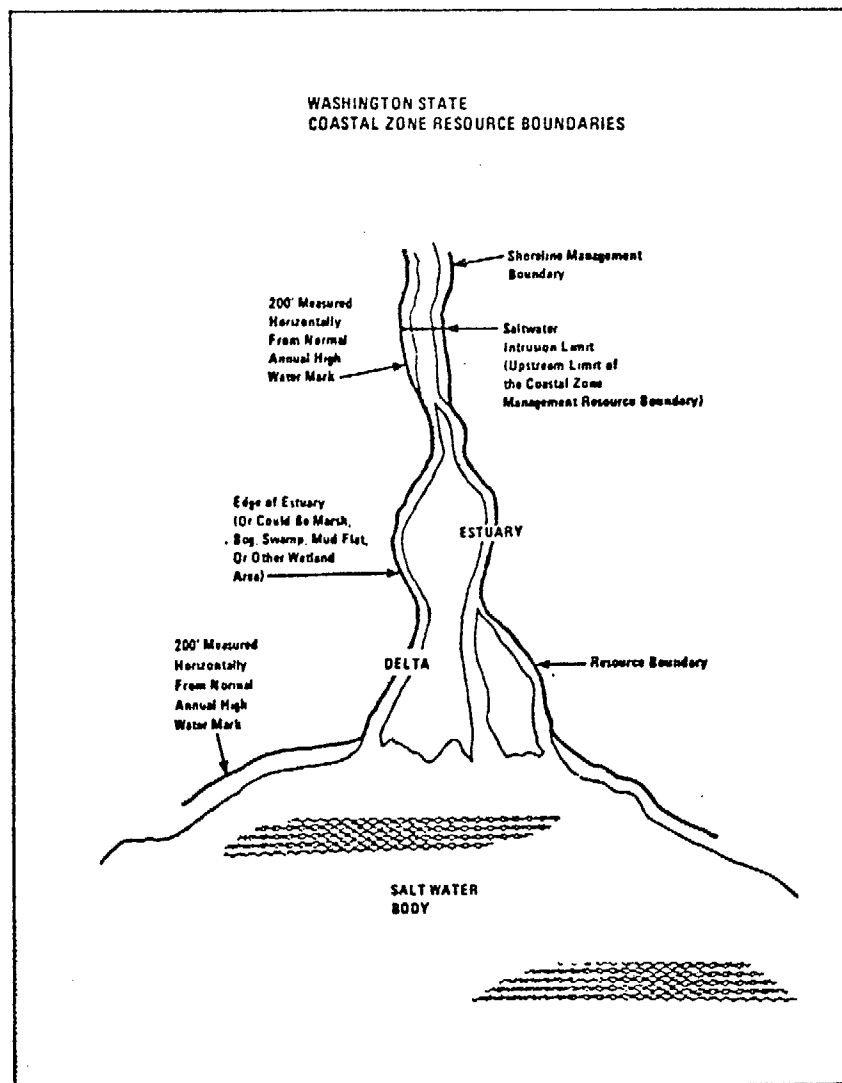 WASHINGTON STATE
COASTAL ZONE RESOURCE BOUNDARIES
Shoreline Management
Boundary
200' Measured
Horizontally
From Normal
Annual High
Water Mark
Saltwater
Intrusion Limit
(Upstream Limit of
the Coastal Zone
Management Resource Boundary)
Edge of Estuary
(Or Could Be Marsh,
Bog, Swamp, Mud Flat,
Or Other Wetland
Area)
ESTUARY
200' Measured
Horizontally
From Normal
Annual High
Water Mark
DELTA
Resource Boundary
SALT WATER
BODY